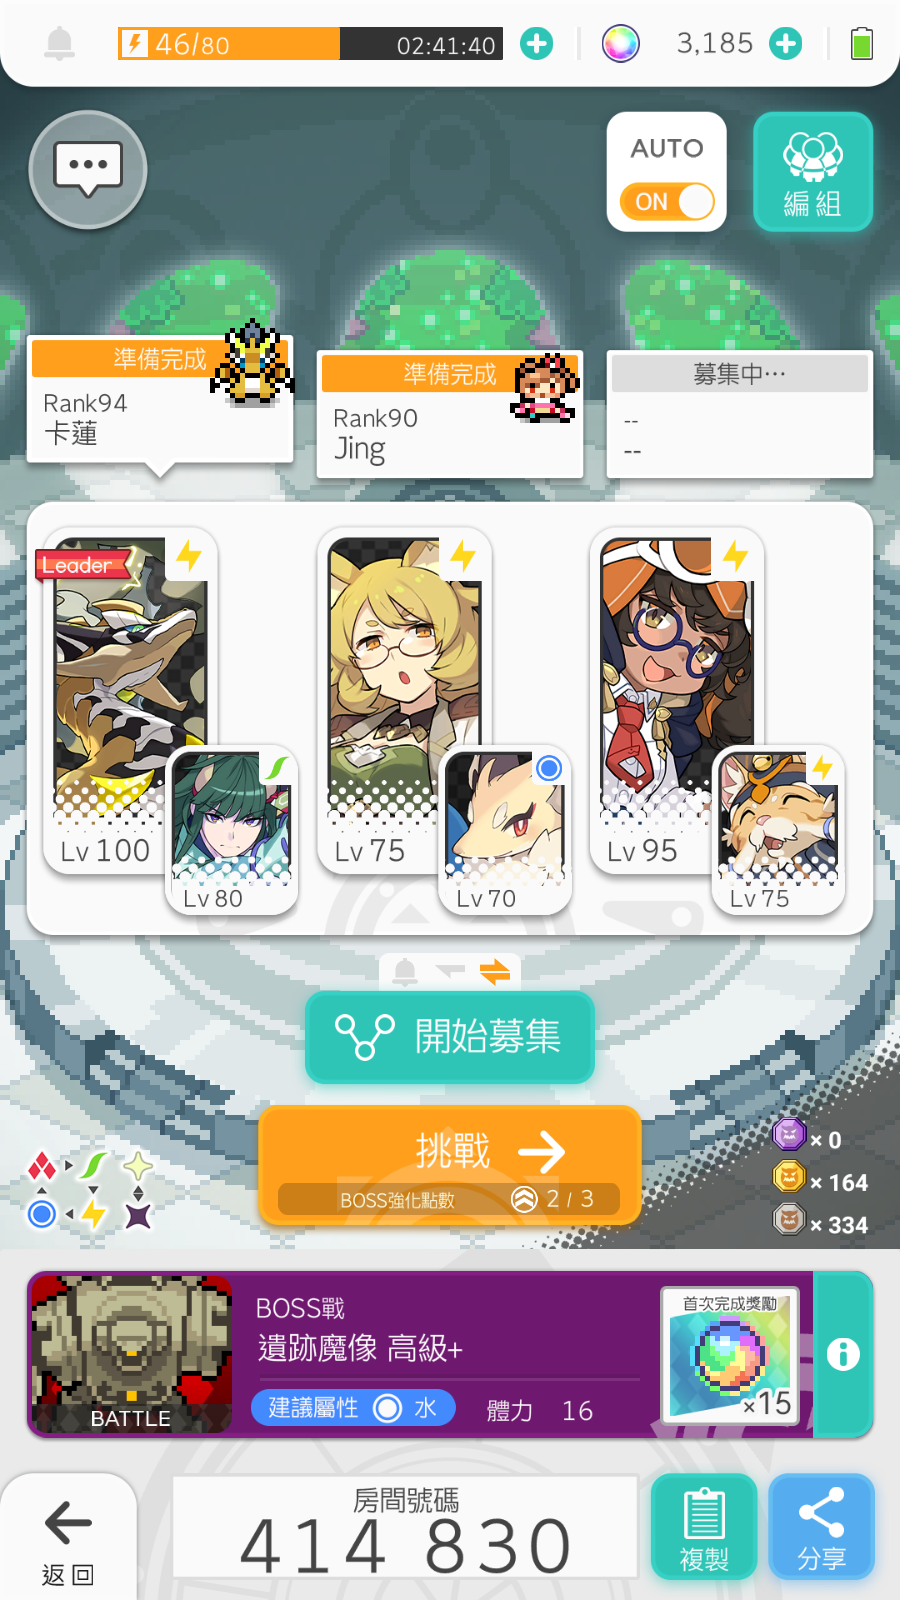 46/80
02:41:40
3,185
AUTO
ON
編組
準備完成
Rank94
卡蓮
準備完成
Rank90
Jing
募集中…
--
--
Leader
Lv 100
Lv 80
Lv 75
Lv 70
Lv 95
Lv 75
開始募集
挑戰
BOSS強化點數 2 / 3
× 0
× 164
× 334
BOSS戰
遺跡魔像 高級+
建議屬性 水 體力 16
BATTLE
首次完成獎勵
×15
房間號碼
414 830
返回
複製
分享